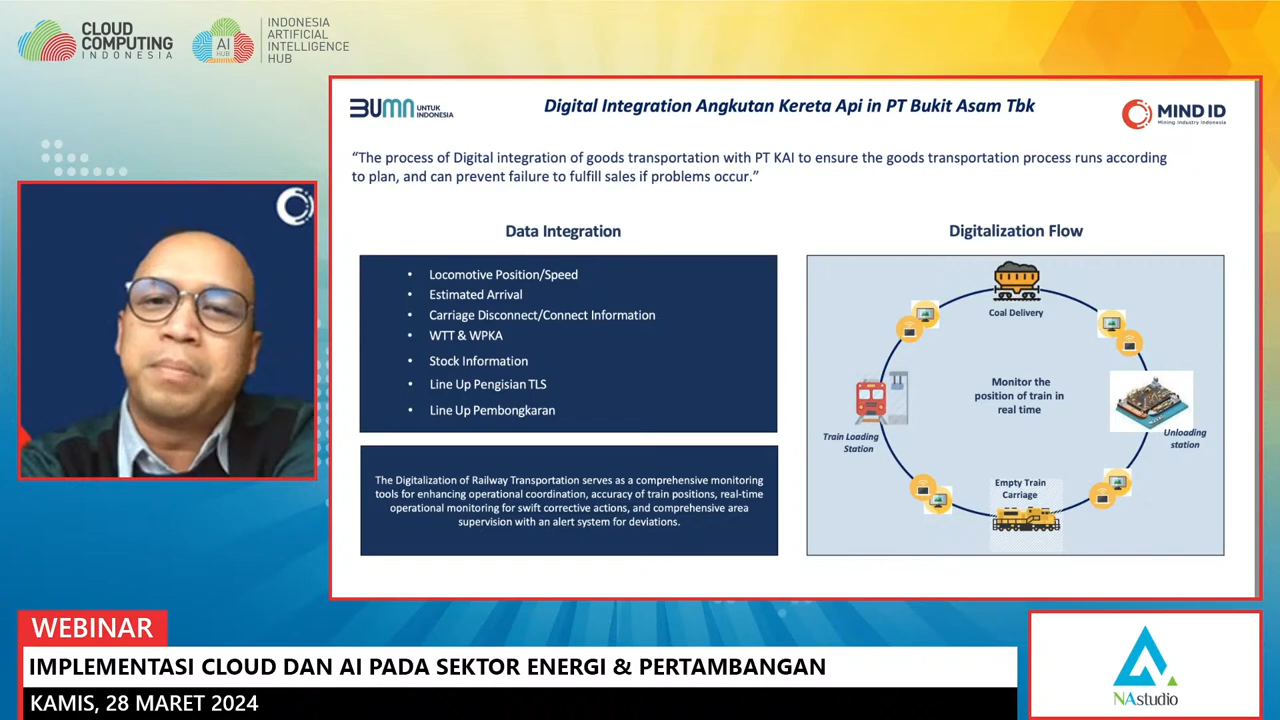 CLOUD
COMPUTING
INDONESIA
AI
HUB
INDONESIA
ARTIFICIAL
INTELLIGENCE
HUB
BUMN
UNTUK
INDONESIA
Digital Integration Angkutan Kereta Api in PT Bukit Asam Tbk
MIND ID
Mining Industry Indonesia
“The process of Digital integration of goods transportation with PT KAI to ensure the goods transportation process runs according
to plan, and can prevent failure to fulfill sales if problems occur.”
Data Integration
• Locomotive Position/Speed
• Estimated Arrival
• Carriage Disconnect/Connect Information
• WTT & WPKA
• Stock Information
• Line Up Pengisian TLS
• Line Up Pembongkaran
The Digitalization of Railway Transportation serves as a comprehensive monitoring
tools for enhancing operational coordination, accuracy of train positions, real-time
operational monitoring for swift corrective actions, and comprehensive area
supervision with an alert system for deviations.
Digitalization Flow
Coal Delivery
Monitor the
position of train in
real time
Train Loading
Station
Unloading
station
Empty Train
Carriage
WEBINAR
IMPLEMENTASI CLOUD DAN AI PADA SEKTOR ENERGI & PERTAMBANGAN
KAMIS, 28 MARET 2024
NAstudio